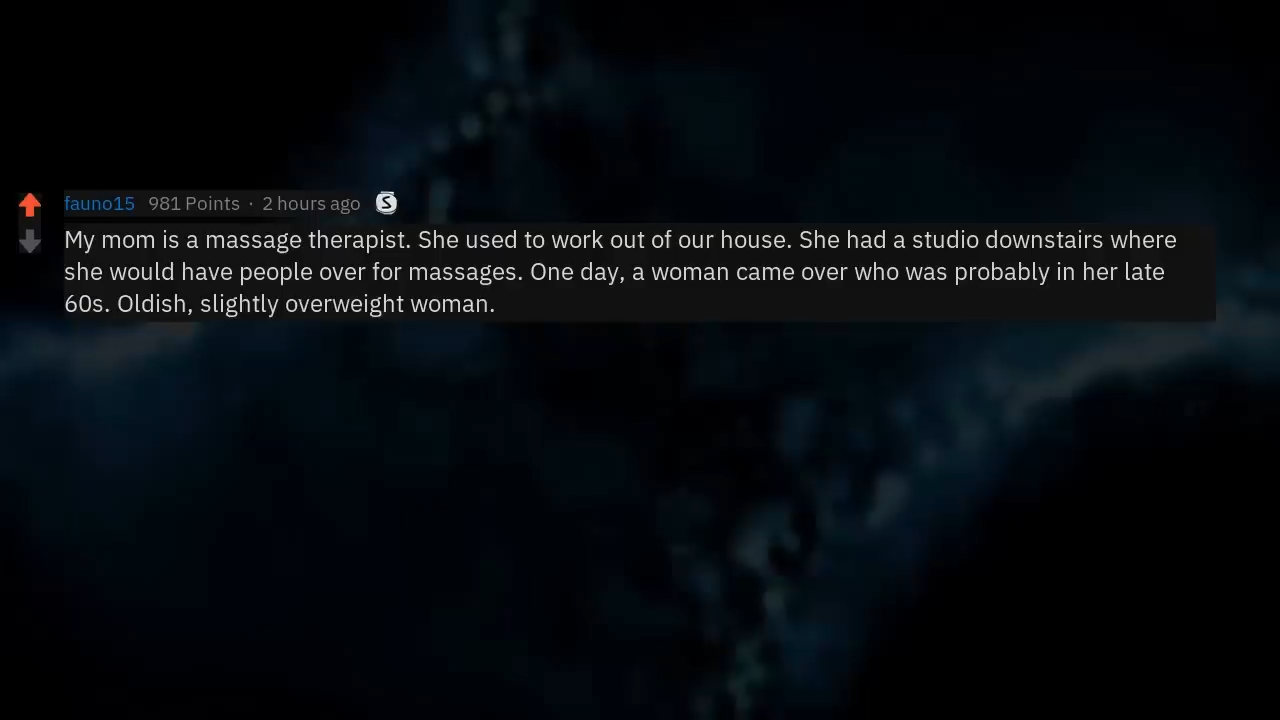 fauno15 981 Points · 2 hours ago S
My mom is a massage therapist. She used to work out of our house. She had a studio downstairs where
she would have people over for massages. One day, a woman came over who was probably in her late
60s. Oldish, slightly overweight woman.